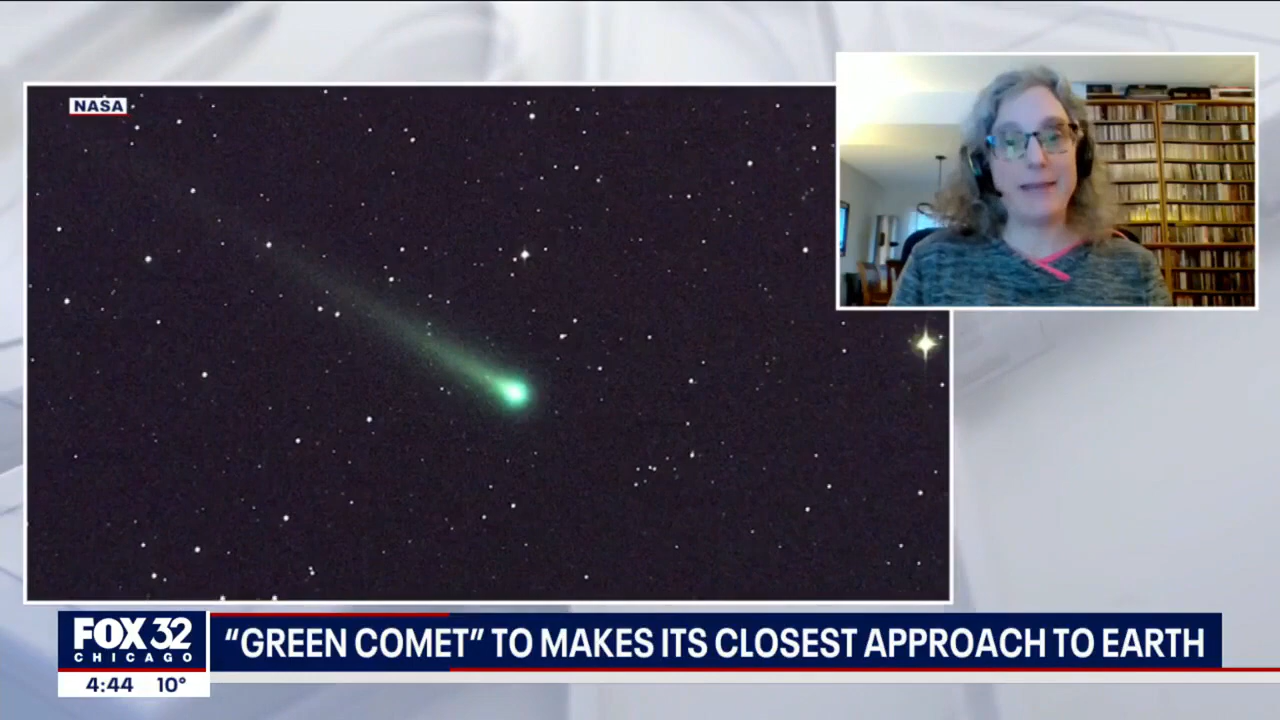 NASA
FOX 32
CHICAGO
4:44 10°
“GREEN COMET” TO MAKES ITS CLOSEST APPROACH TO EARTH